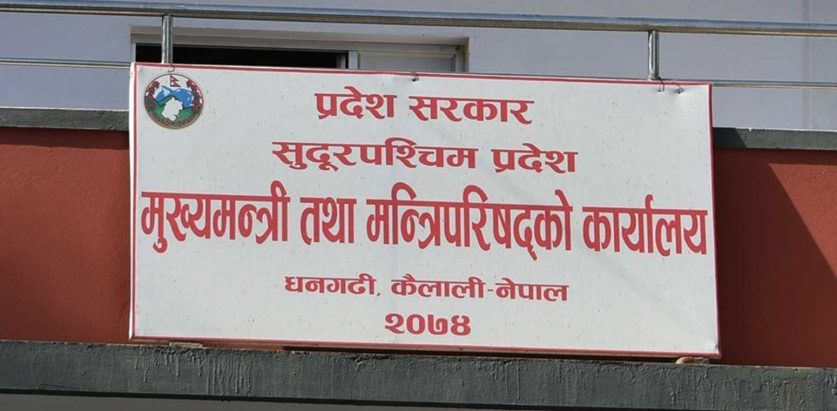 प्रदेश सरकार
सुदूरपश्चिम प्रदेश
मुख्यमन्त्री तथा मन्त्रिपरिषद्को कार्यालय
धनगढी, कैलाली-नेपाल
२०७४